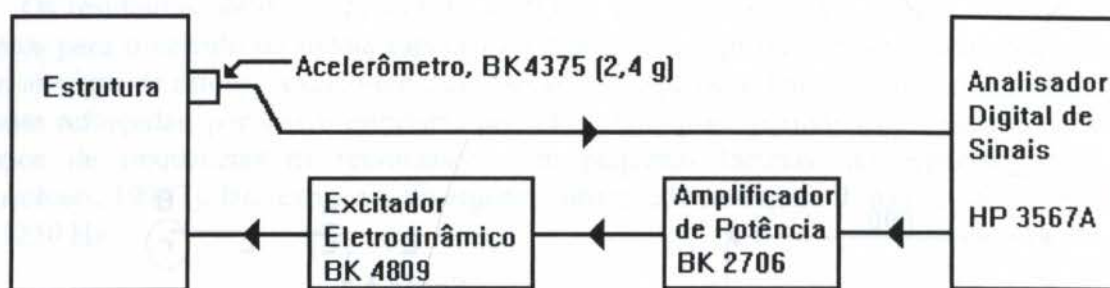 Estrutura
Acelerômetro, BK4375 (2,4 g)
Analisador
Digital de
Sinais
HP 3567A
Excitador
Eletrodinâmico
BK 4809
Amplificador
de Potência
BK 2706